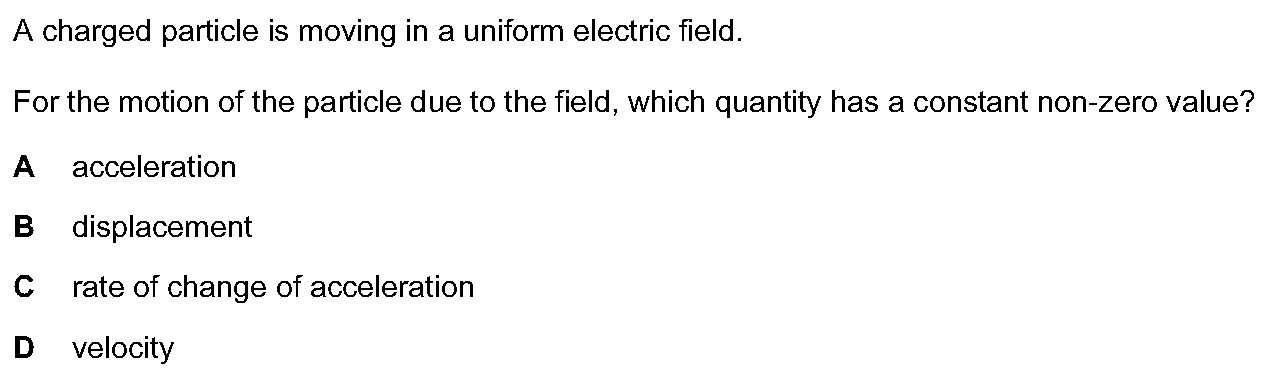 A charged particle is moving in a uniform electric field.
For the motion of the particle due to the field, which quantity has a constant non-zero value?
A acceleration
B displacement
C rate of change of acceleration
D velocity